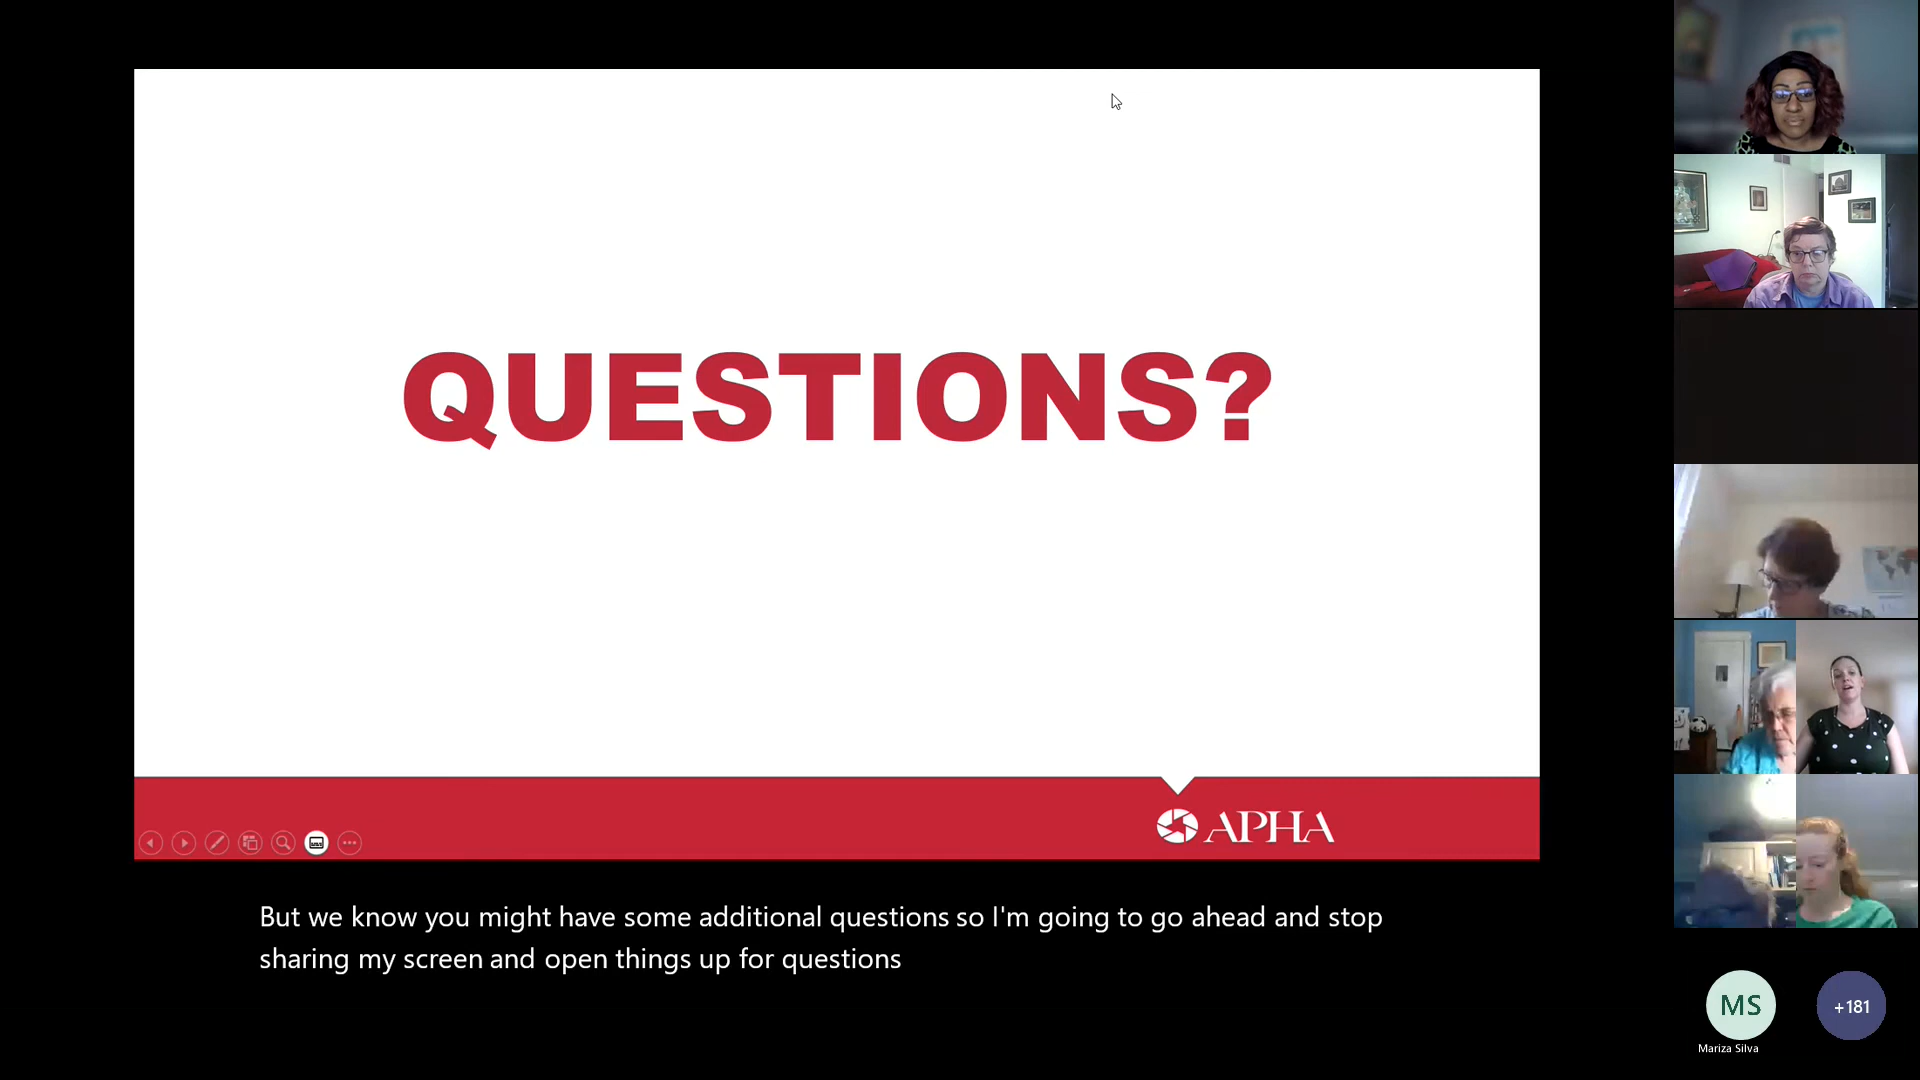 QUESTIONS?
APHA
But we know you might have some additional questions so I'm going to go ahead and stop
sharing my screen and open things up for questions
MS
+181
Mariza Silva